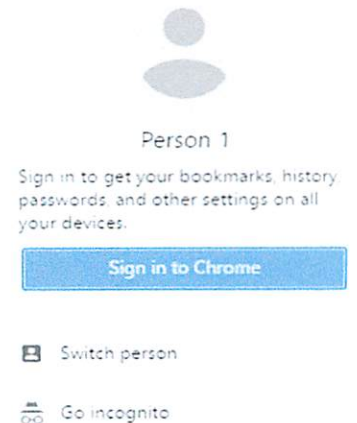 Person 1
Sign in to get your bookmarks, history,
passwords, and other settings on all
your devices.
Sign in to Chrome
Switch person
Go incognito